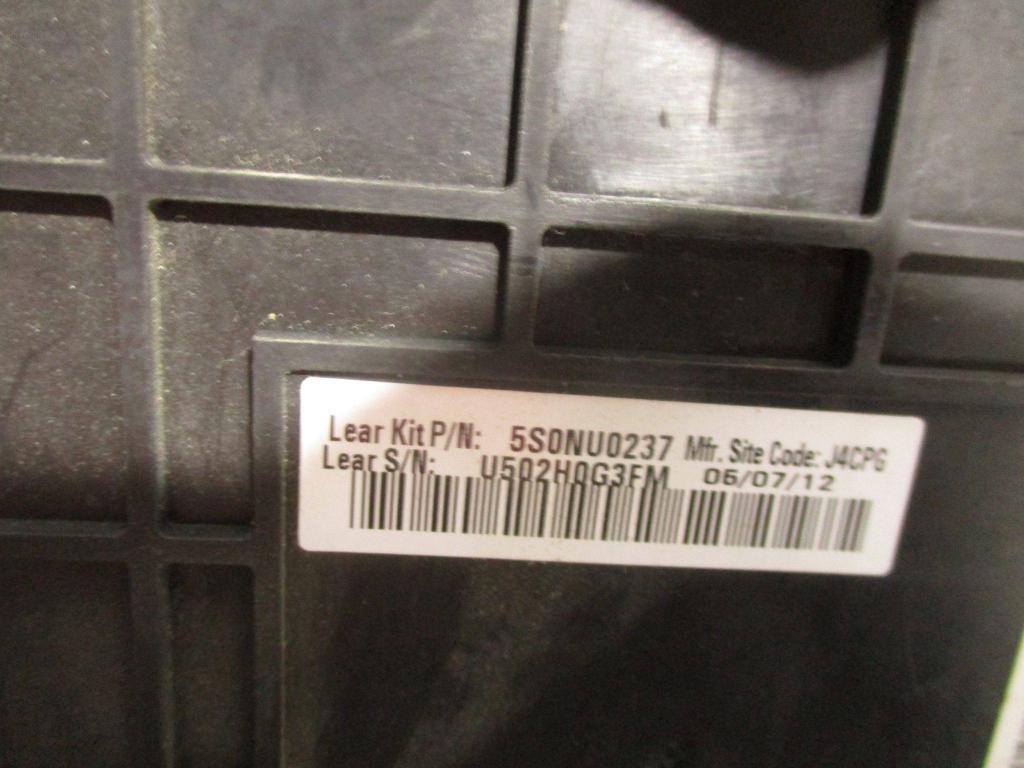 Lear Kit P/N: 5S0NU0237 Mfr. Site Code: J4CPG
Lear S/N: U502H0G3FM 06/07/12